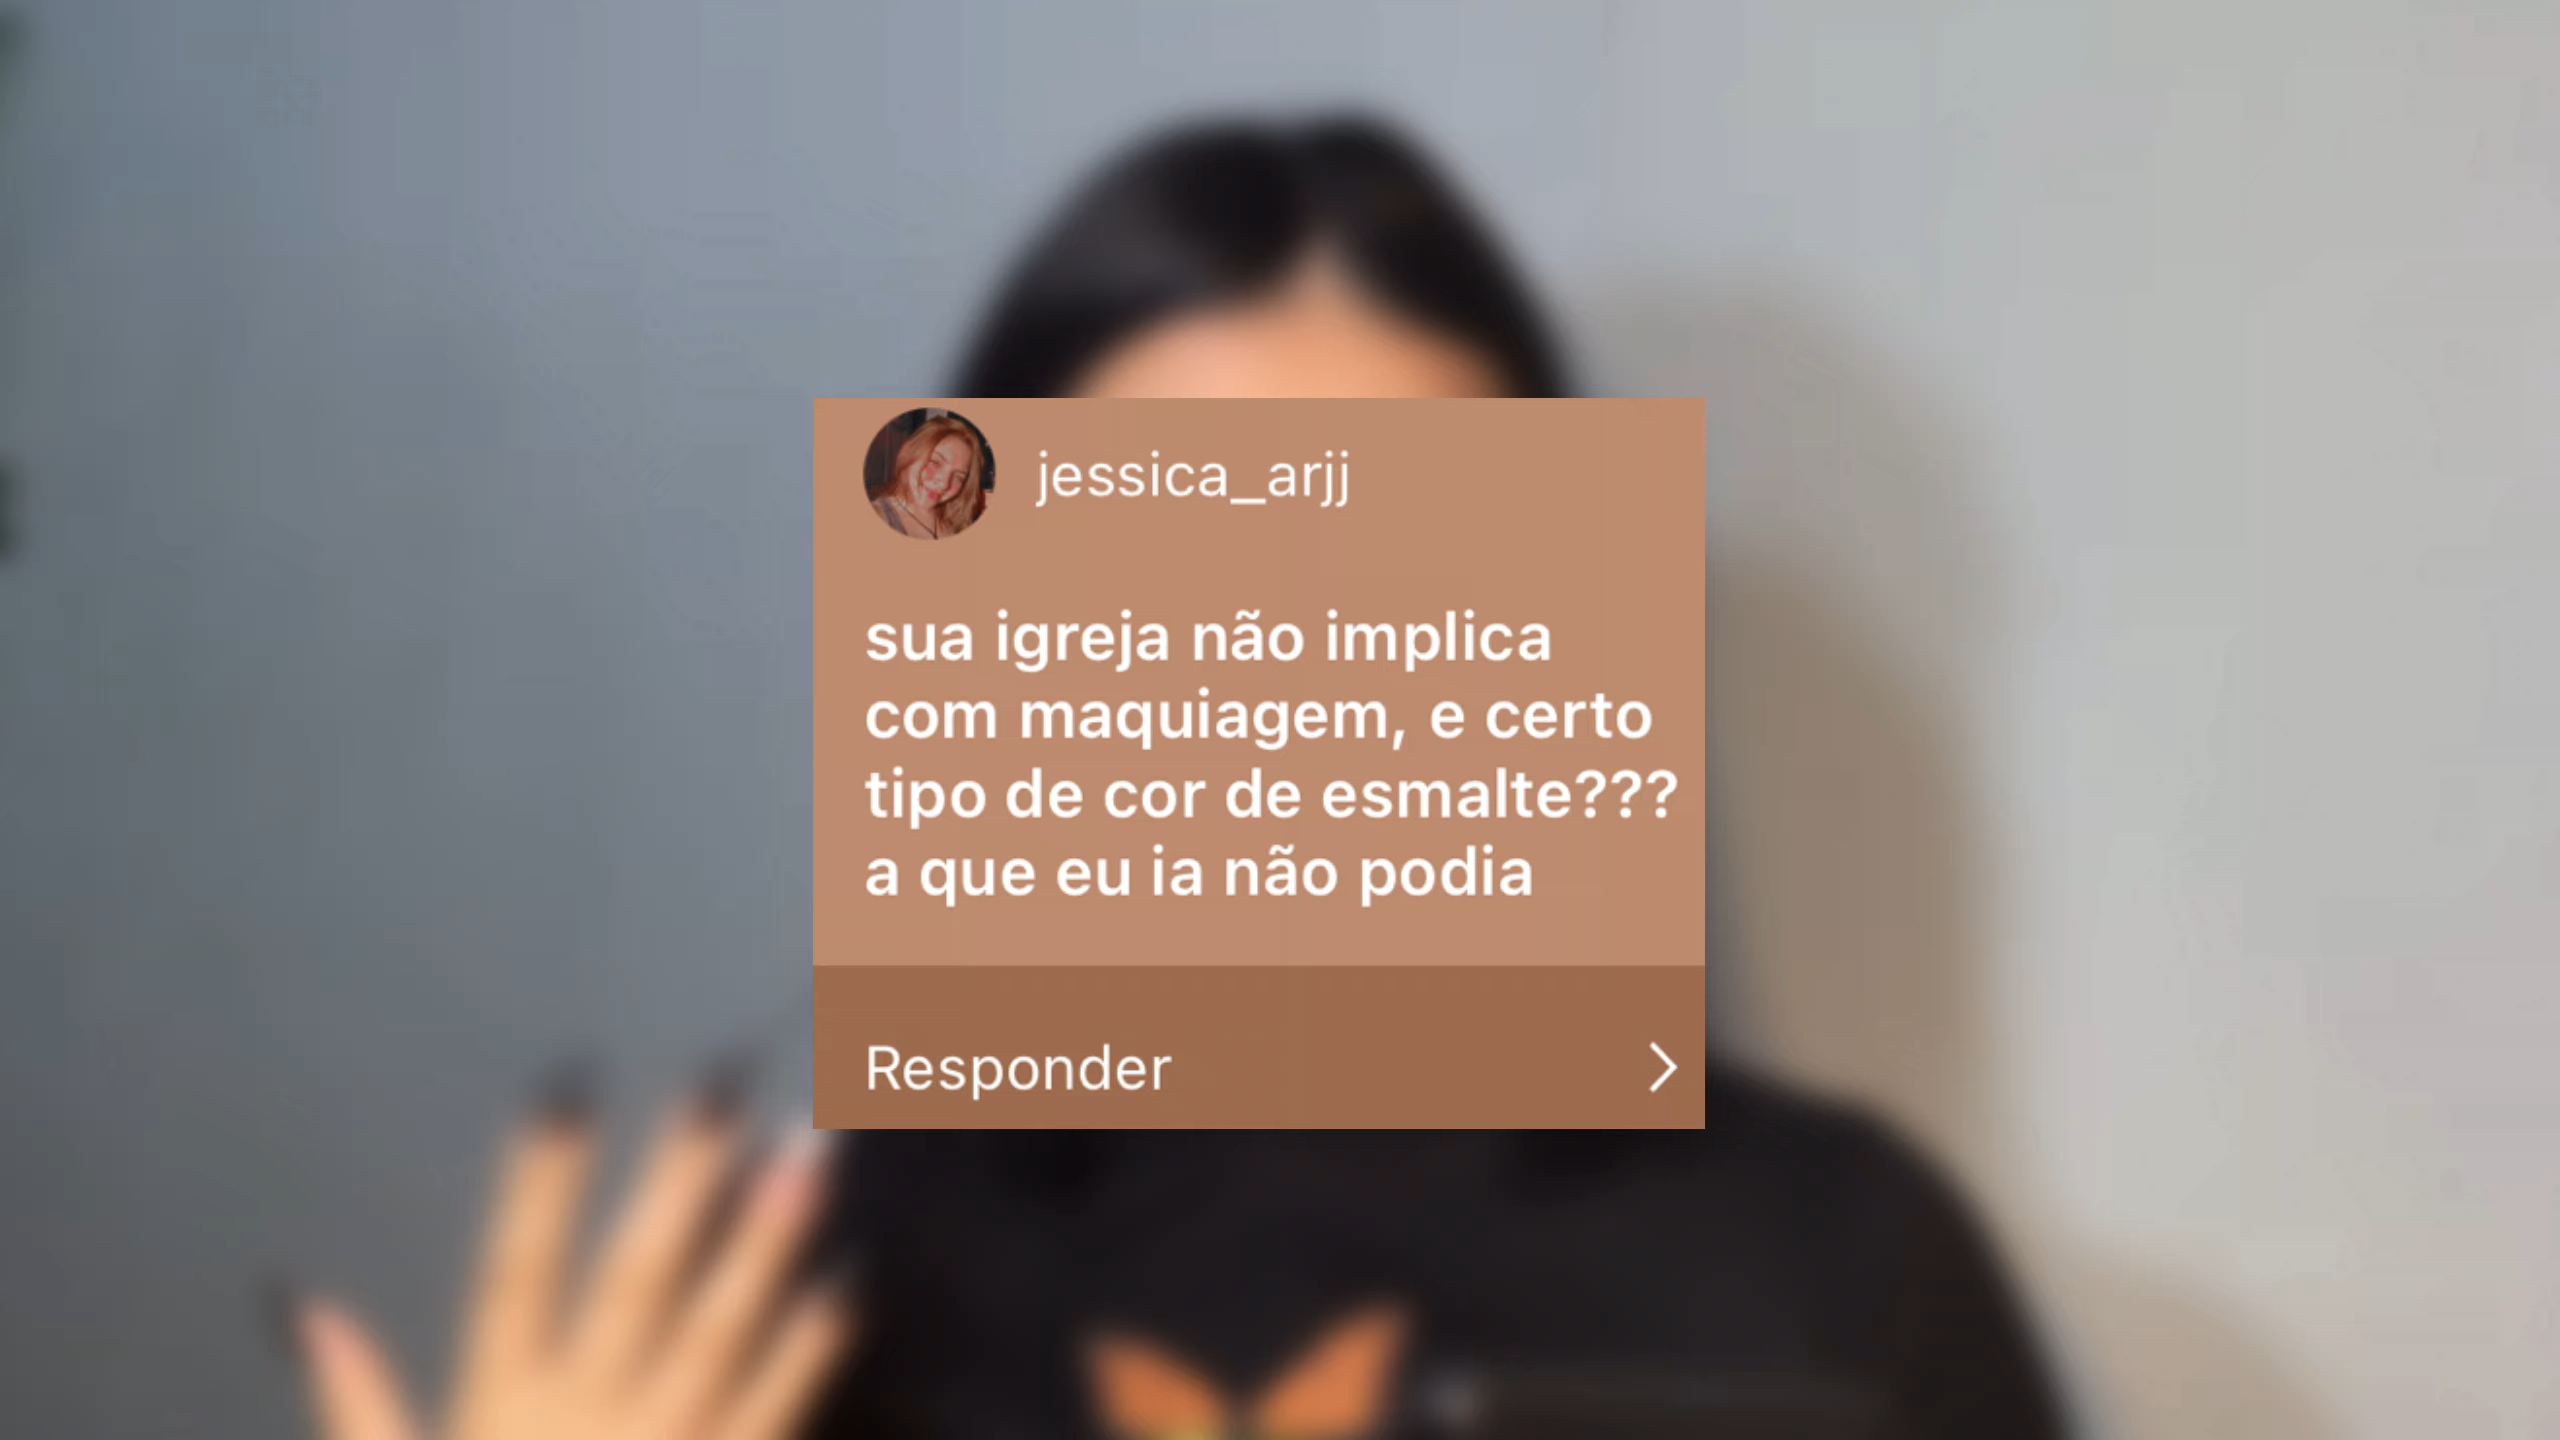 jessica_arjj
sua igreja não implica
com maquiagem, e certo
tipo de cor de esmalte???
a que eu ia não podia
Responder